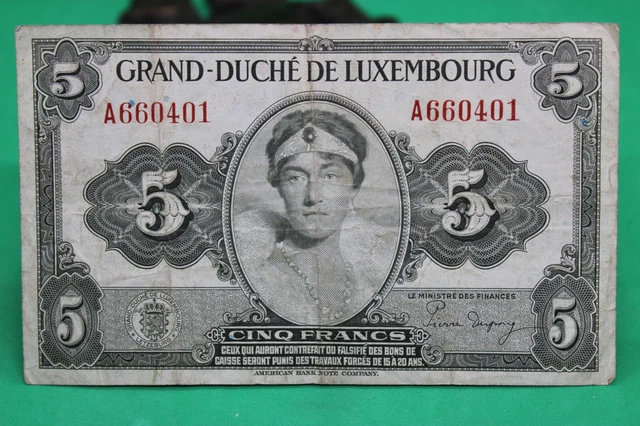 5 5
GRAND-DUCHÉ DE LUXEMBOURG
A660401 A660401
5 5
LE MINISTRE DES FINANCES
Pierre Dupong
5 5
CINQ FRANCS
CEUX QUI AURONT CONTREFAIT OU FALSIFIÉ DES BONS DE
CAISSE SERONT PUNIS DES TRAVAUX FORCÉS DE 15 À 20 ANS.
AMERICAN BANK NOTE COMPANY.